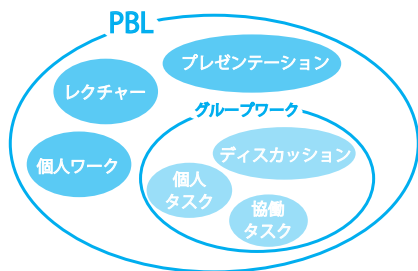 PBL
プレゼンテーション
レクチャー
グループワーク
ディスカッション
個人ワーク
個人
タスク
協働
タスク